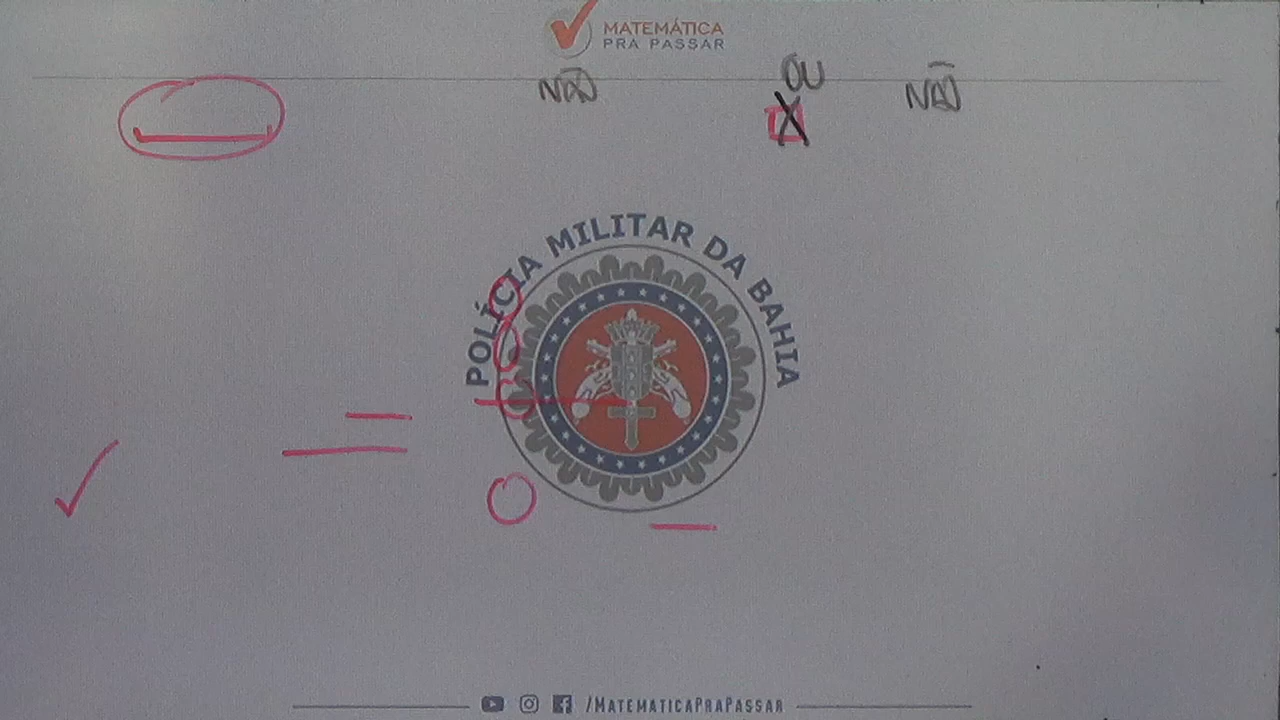 MATEMÁTICA
PRA PASSAR
NÃO OU NÃO
POLÍCIA MILITAR DA BAHIA
/MATEMATICAPRAPASSAR